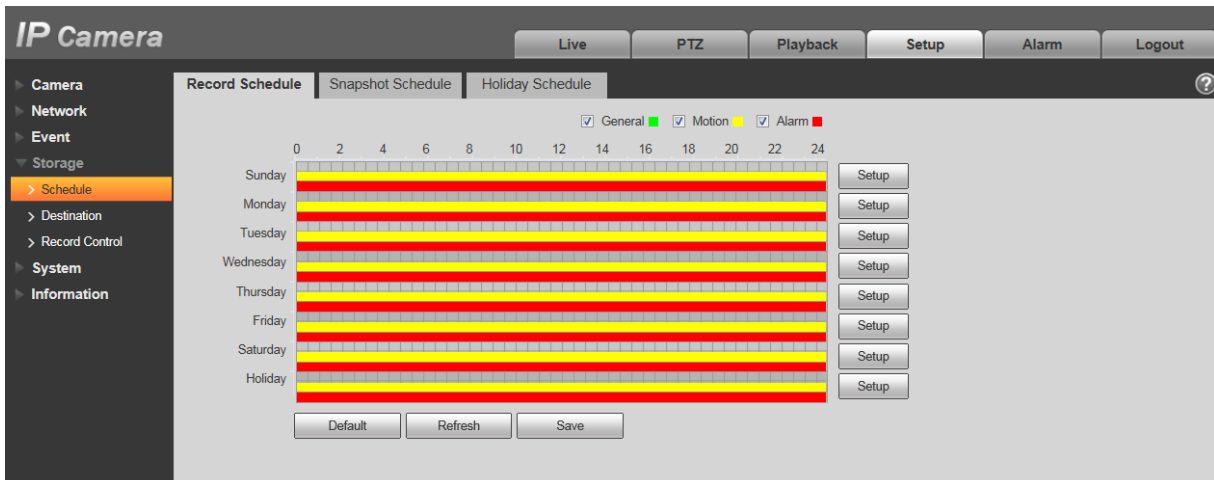 IP Camera
Live PTZ Playback Setup Alarm Logout
Camera
Network
Event
Storage
Schedule
Destination
Record Control
System
Information
Record Schedule Snapshot Schedule Holiday Schedule
?
General Motion Alarm
0 2 4 6 8 10 12 14 16 18 20 22 24
Sunday Setup
Monday Setup
Tuesday Setup
Wednesday Setup
Thursday Setup
Friday Setup
Saturday Setup
Holiday Setup
Default Refresh Save